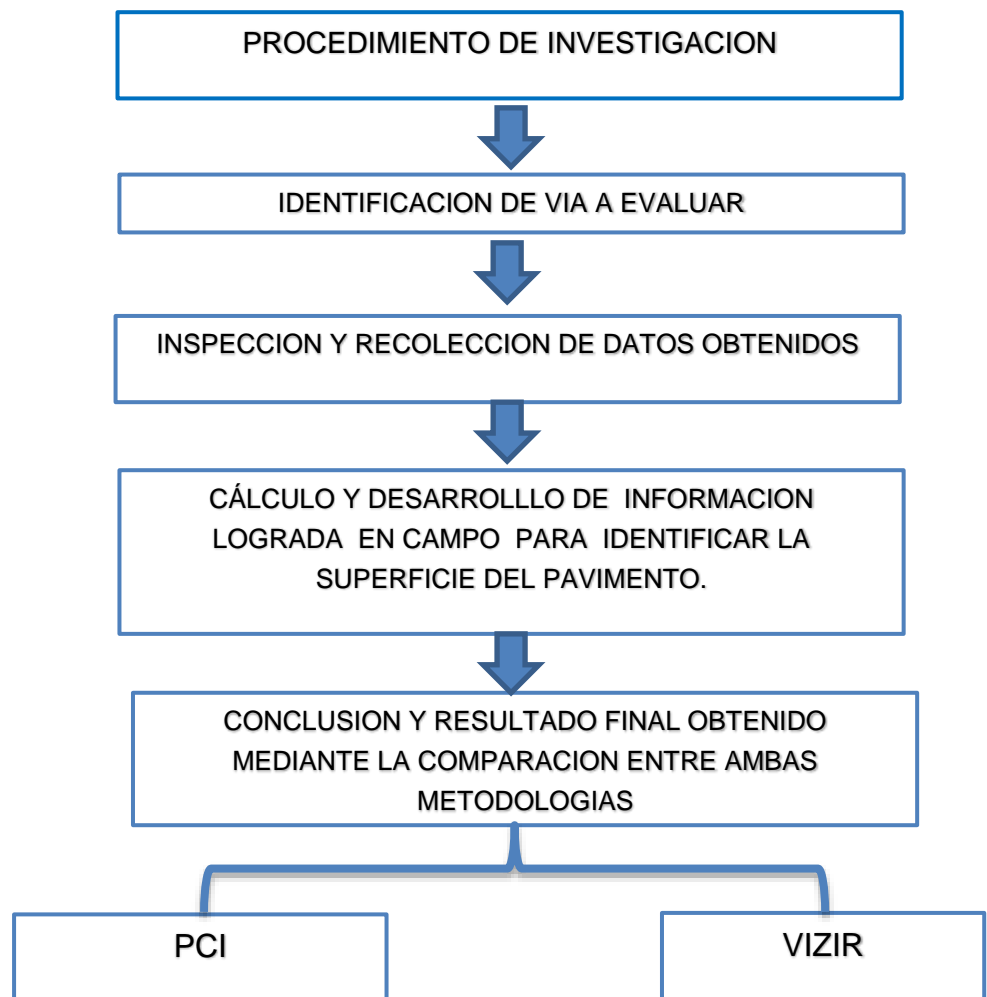 PROCEDIMIENTO DE INVESTIGACION
IDENTIFICACION DE VIA A EVALUAR
INSPECCION Y RECOLECCION DE DATOS OBTENIDOS
CÁLCULO Y DESARROLLLO DE INFORMACION
LOGRADA EN CAMPO PARA IDENTIFICAR LA
SUPERFICIE DEL PAVIMENTO.
CONCLUSION Y RESULTADO FINAL OBTENIDO
MEDIANTE LA COMPARACION ENTRE AMBAS
METODOLOGIAS
PCI
VIZIR